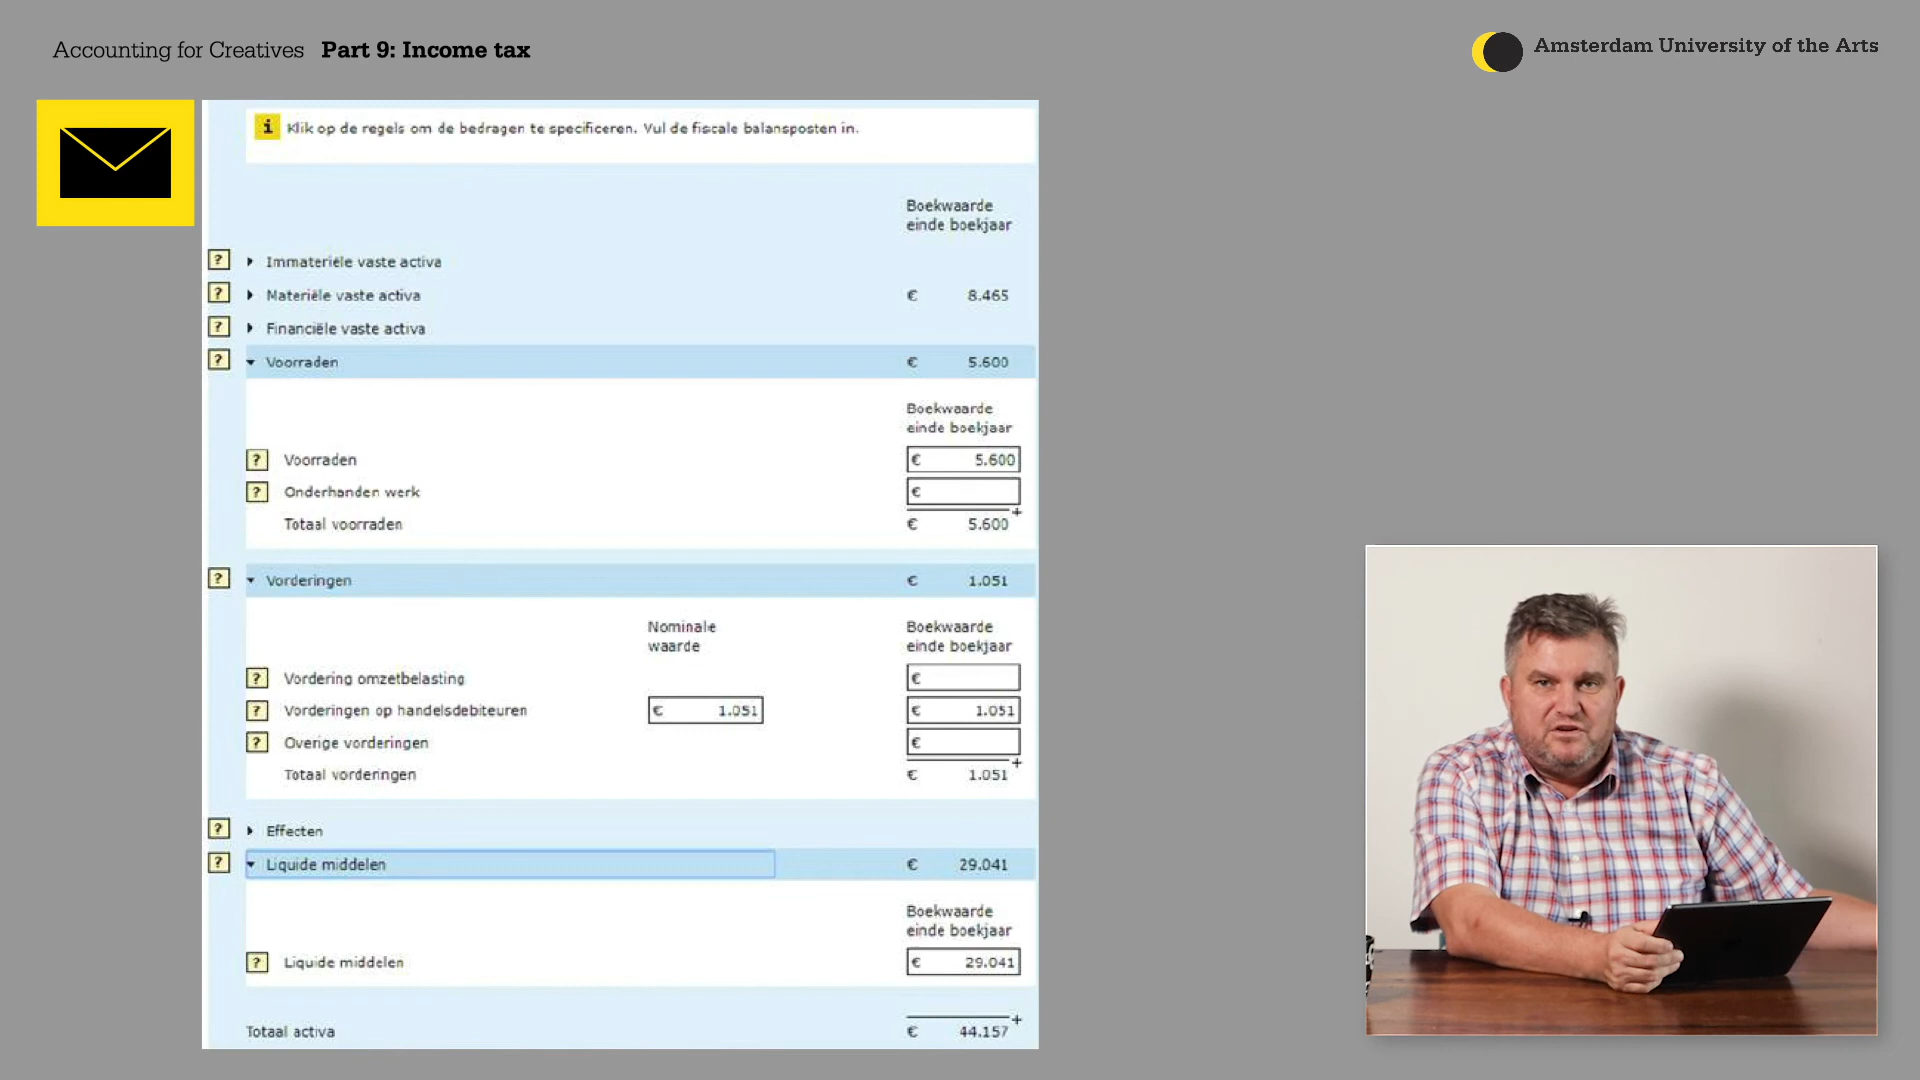 Accounting for Creatives Part 9: Income tax
Amsterdam University of the Arts
i Klik op de regels om de bedragen te specificeren. Vul de fiscale balansposten in.
Boekwaarde
einde boekjaar
? Immateriële vaste activa
? Materiële vaste activa € 8.465
? Financiële vaste activa
? Voorraden € 5.600
Boekwaarde
einde boekjaar
? Voorraden € 5.600
? Onderhanden werk €
+
Totaal voorraden € 5.600
? Vorderingen € 1.051
Nominale Boekwaarde
waarde einde boekjaar
? Vordering omzetbelasting €
? Vorderingen op handelsdebiteuren € 1.051 € 1.051
? Overige vorderingen €
+
Totaal vorderingen € 1.051
? Effecten
? Liquide middelen € 29.041
Boekwaarde
einde boekjaar
? Liquide middelen € 29.041
+
Totaal activa € 44.157